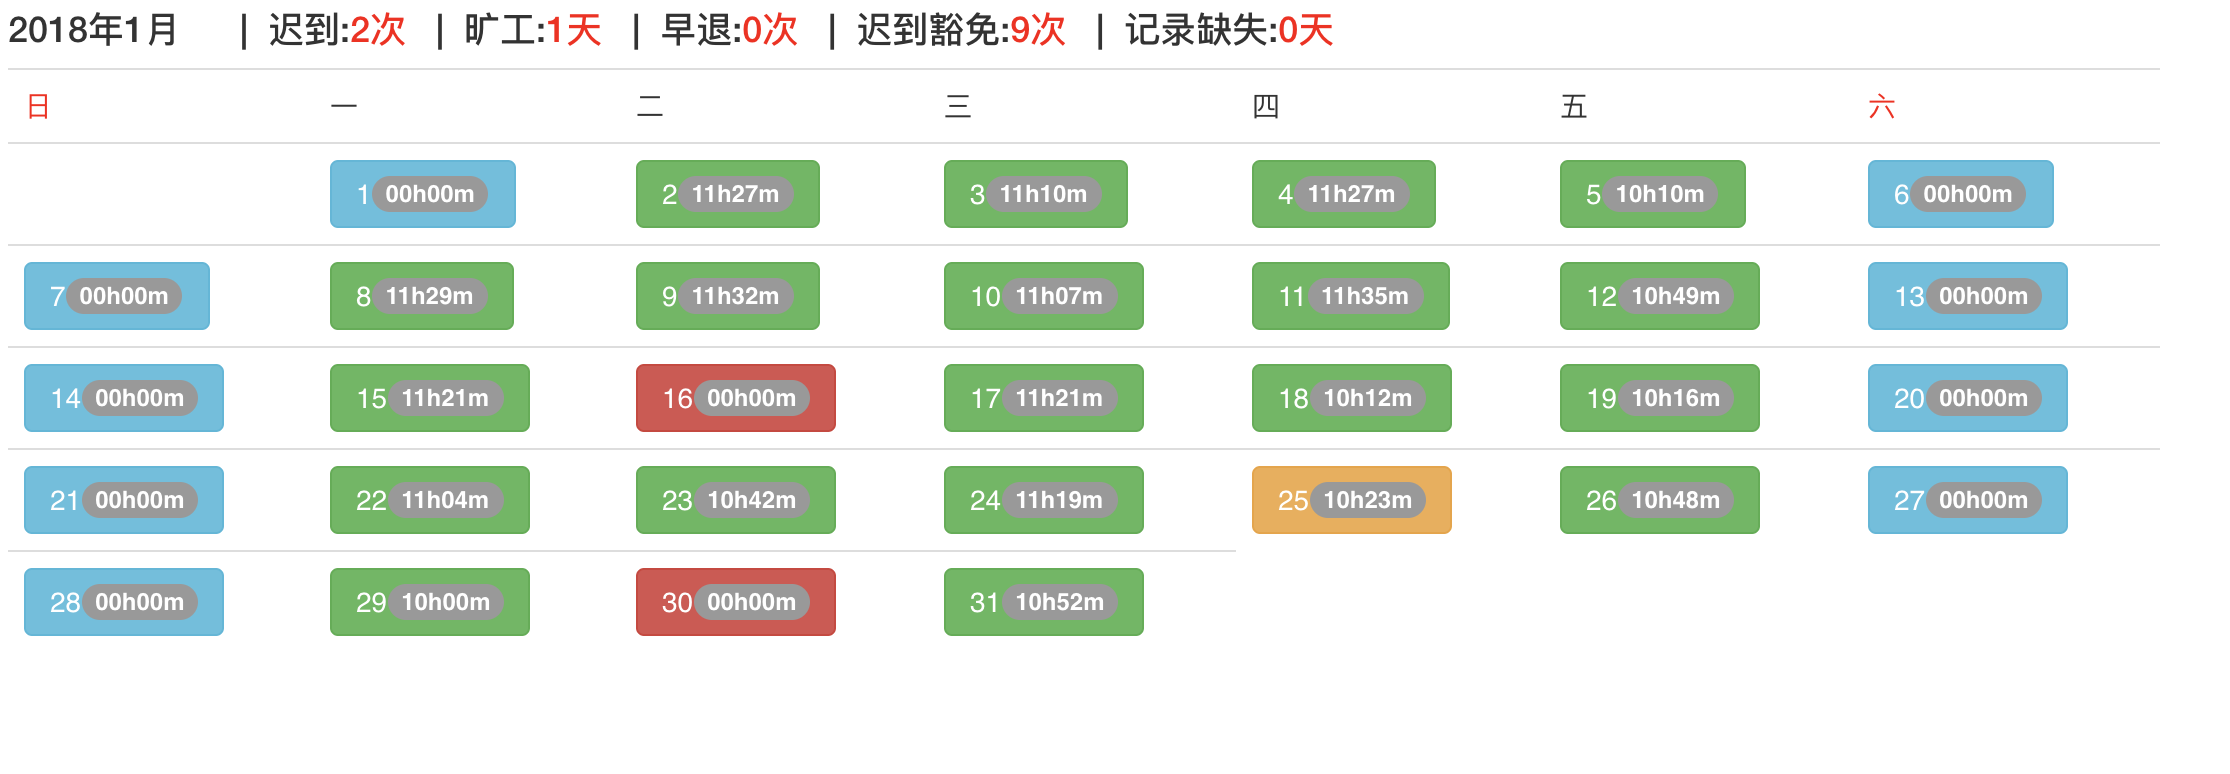 2018年1月 | 迟到:2次 | 旷工:1天 | 早退:0次 | 迟到豁免:9次 | 记录缺失:0天
日 一 二 三 四 五 六
1 00h00m 2 11h27m 3 11h10m 4 11h27m 5 10h10m 6 00h00m
7 00h00m 8 11h29m 9 11h32m 10 11h07m 11 11h35m 12 10h49m 13 00h00m
14 00h00m 15 11h21m 16 00h00m 17 11h21m 18 10h12m 19 10h16m 20 00h00m
21 00h00m 22 11h04m 23 10h42m 24 11h19m 25 10h23m 26 10h48m 27 00h00m
28 00h00m 29 10h00m 30 00h00m 31 10h52m